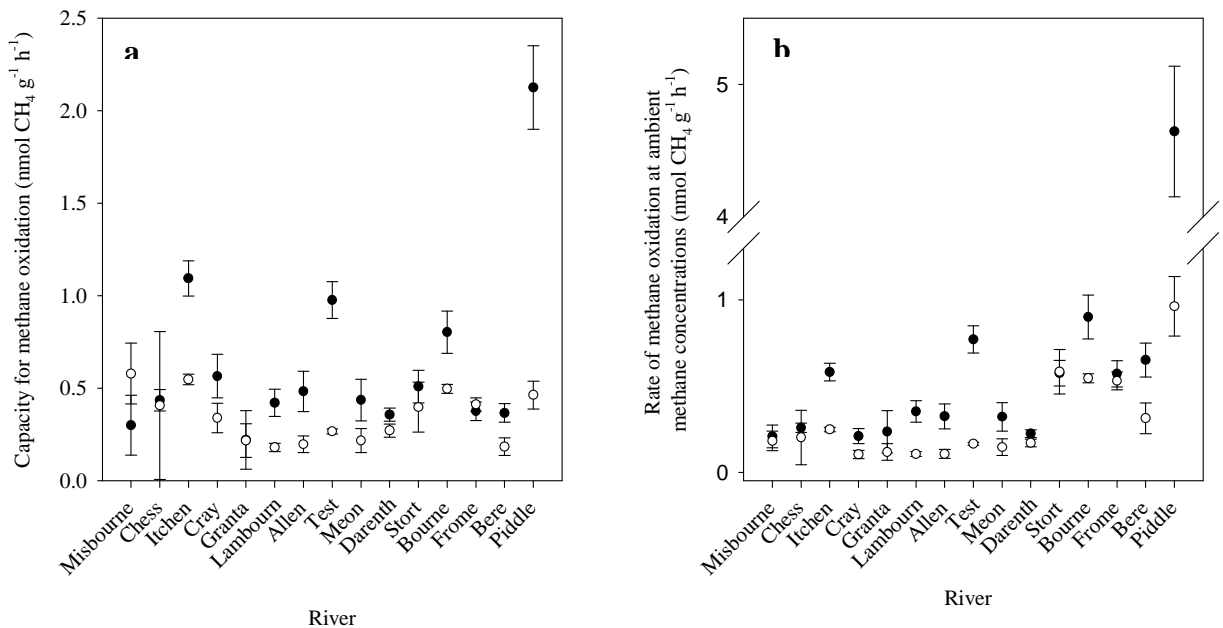 a
Capacity for methane oxidation (nmol CH₄ g⁻¹ h⁻¹)
2.5
2.0
1.5
1.0
0.5
0.0
Misbourne
Chess
Itchen
Cray
Granta
Lambourn
Allen
Test
Meon
Darenth
Stort
Bourne
Frome
Bere
Piddle
River
b
Rate of methane oxidation at ambient
methane concentrations (nmol CH₄ g⁻¹ h⁻¹)
5
4
1
0
Misbourne
Chess
Itchen
Cray
Granta
Lambourn
Allen
Test
Meon
Darenth
Stort
Bourne
Frome
Bere
Piddle
River